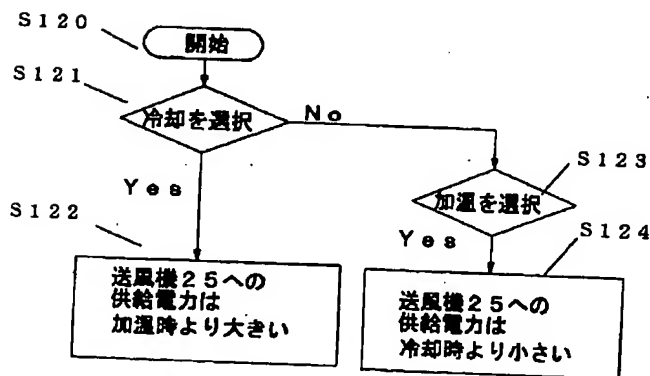 S120
開始
S121
冷却を選択
No
Yes
S122
送風機25への
供給電力は
加温時より大きい
S123
加温を選択
Yes
S124
送風機25への
供給電力は
冷却時より小さい